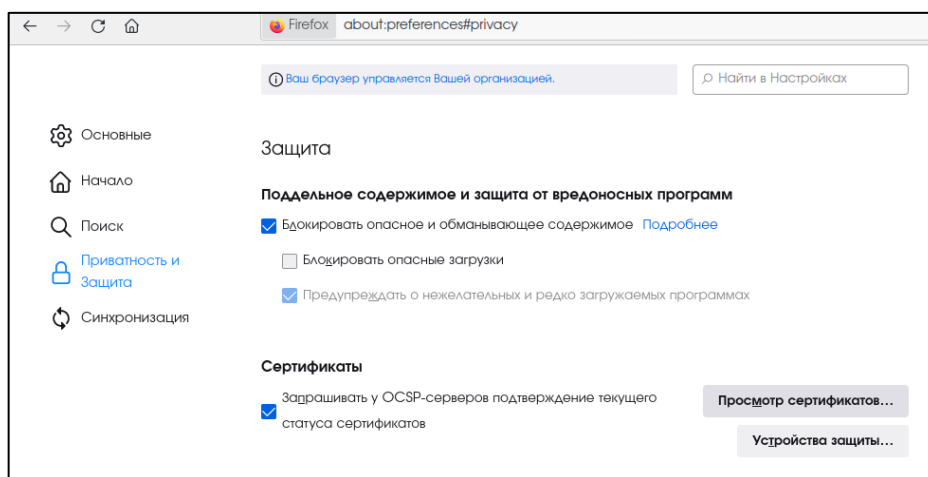 Firefox about:preferences#privacy
Ваш браузер управляется Вашей организацией.
Найти в Настройках
Основные
Начало
Поиск
Приватность и
Защита
Синхронизация
Защита
Поддельное содержимое и защита от вредоносных программ
Блокировать опасное и обманывающее содержимое Подробнее
Блокировать опасные загрузки
Предупреждать о нежелательных и редко загружаемых программах
Сертификаты
Запрашивать у OCSP-серверов подтверждение текущего
статуса сертификатов
Просмотр сертификатов...
Устройства защиты...